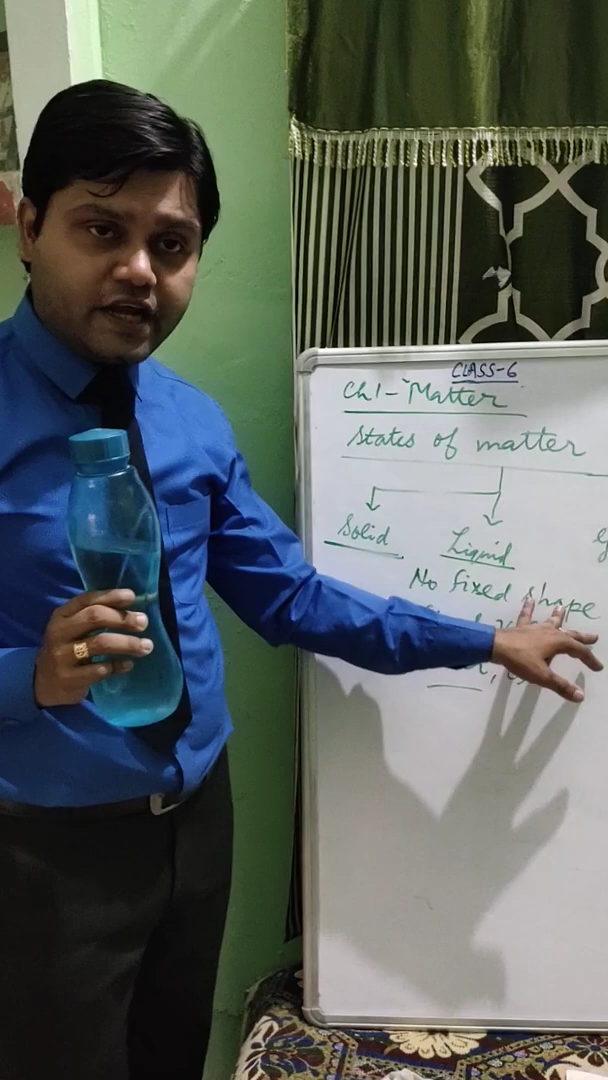 CLASS-6
Ch1- Matter
States of matter
Solid
Liquid
No fixed shape